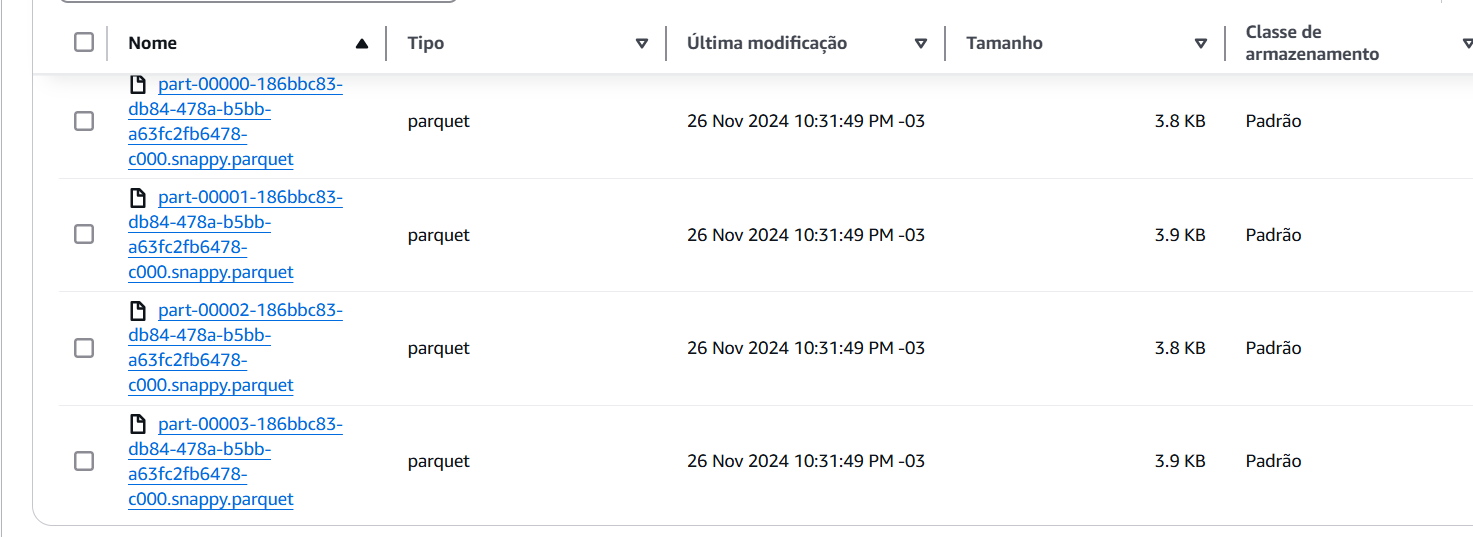 Nome Tipo Última modificação Tamanho Classe de
armazenamento
part-00000-186bbc83-
db84-478a-b5bb-
a63fc2fb6478-
c000.snappy.parquet
parquet 26 Nov 2024 10:31:49 PM -03 3.8 KB Padrão
part-00001-186bbc83-
db84-478a-b5bb-
a63fc2fb6478-
c000.snappy.parquet
parquet 26 Nov 2024 10:31:49 PM -03 3.9 KB Padrão
part-00002-186bbc83-
db84-478a-b5bb-
a63fc2fb6478-
c000.snappy.parquet
parquet 26 Nov 2024 10:31:49 PM -03 3.8 KB Padrão
part-00003-186bbc83-
db84-478a-b5bb-
a63fc2fb6478-
c000.snappy.parquet
parquet 26 Nov 2024 10:31:49 PM -03 3.9 KB Padrão